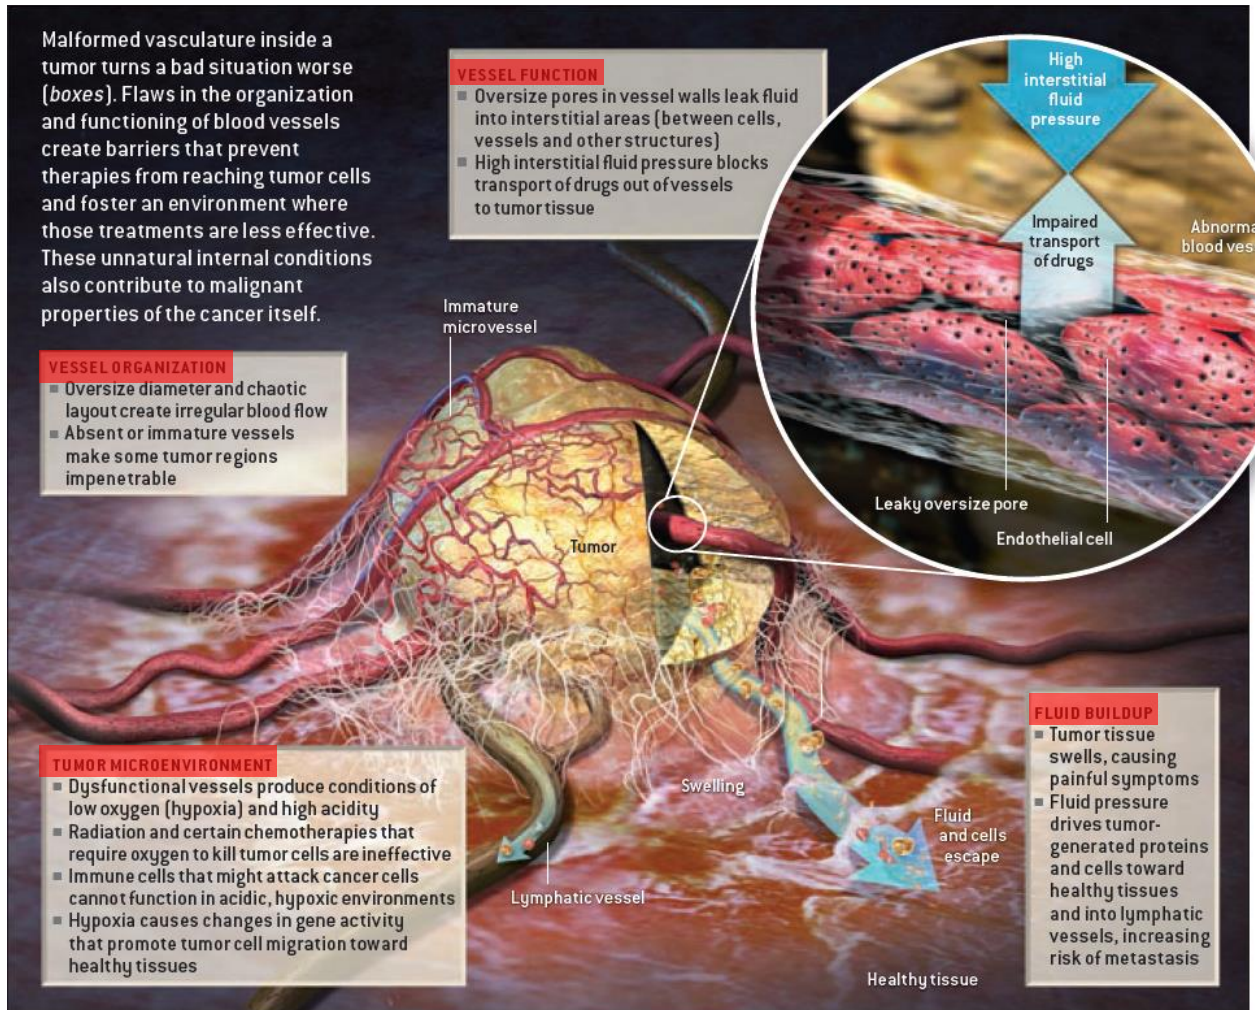 Malformed vasculature inside a
tumor turns a bad situation worse
(boxes). Flaws in the organization
and functioning of blood vessels
create barriers that prevent
therapies from reaching tumor cells
and foster an environment where
those treatments are less effective.
These unnatural internal conditions
also contribute to malignant
properties of the cancer itself.
VESSEL FUNCTION
■ Oversize pores in vessel walls leak fluid
into interstitial areas (between cells,
vessels and other structures)
■ High interstitial fluid pressure blocks
transport of drugs out of vessels
to tumor tissue
High
interstitial
fluid
pressure
Impaired
transport
of drugs
Abnorma
blood ves
Leaky oversize pore
Endothelial cell
Immature
microvessel
VESSEL ORGANIZATION
■ Oversize diameter and chaotic
layout create irregular blood flow
■ Absent or immature vessels
make some tumor regions
impenetrable
Tumor
TUMOR MICROENVIRONMENT
■ Dysfunctional vessels produce conditions of
low oxygen (hypoxia) and high acidity
■ Radiation and certain chemotherapies that
require oxygen to kill tumor cells are ineffective
■ Immune cells that might attack cancer cells
cannot function in acidic, hypoxic environments
■ Hypoxia causes changes in gene activity
that promote tumor cell migration toward
healthy tissues
Swelling
Lymphatic vessel
Fluid
and cells
escape
Healthy tissue
FLUID BUILDUP
■ Tumor tissue
swells, causing
painful symptoms
■ Fluid pressure
drives tumor-
generated proteins
and cells toward
healthy tissues
and into lymphatic
vessels, increasing
risk of metastasis